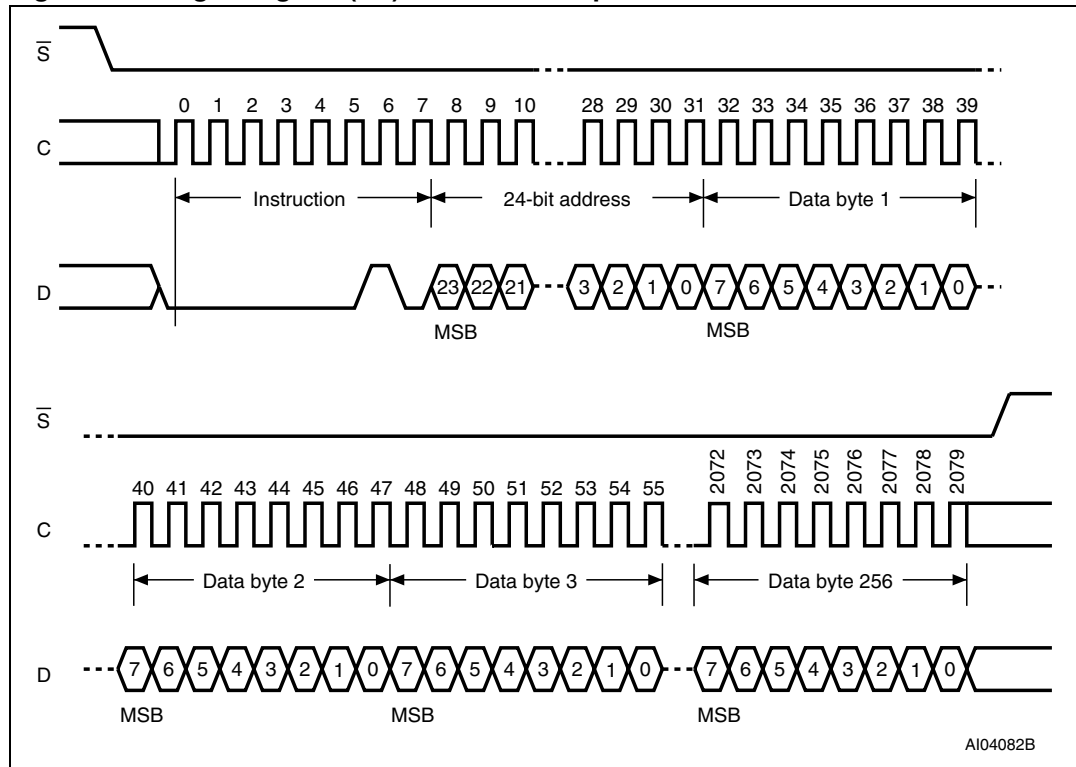 S
0 1 2 3 4 5 6 7 8 9 10 28 29 30 31 32 33 34 35 36 37 38 39
C
Instruction 24-bit address Data byte 1
D 23 22 21 3 2 1 0 7 6 5 4 3 2 1 0
MSB MSB
S
40 41 42 43 44 45 46 47 48 49 50 51 52 53 54 55 2072 2073 2074 2075 2076 2077 2078 2079
C
Data byte 2 Data byte 3 Data byte 256
D 7 6 5 4 3 2 1 0 7 6 5 4 3 2 1 0 7 6 5 4 3 2 1 0
MSB MSB MSB
AI04082B